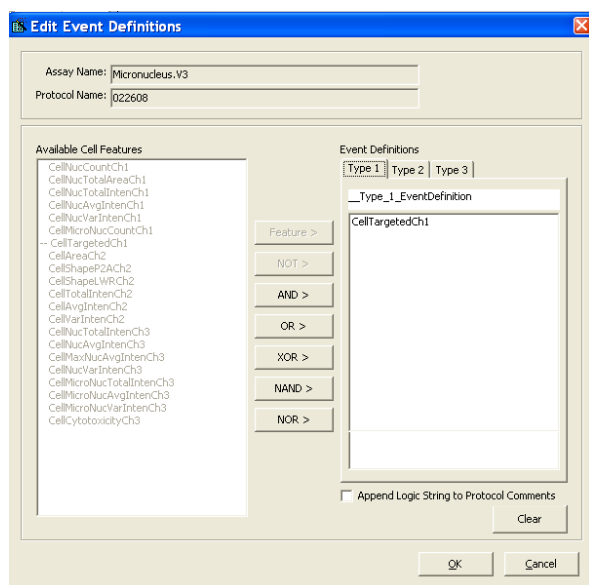 Edit Event Definitions
Assay Name: Micronucleus.V3
Protocol Name: 022608
Available Cell Features
CellNucCountCh1
CellNucTotalAreaCh1
CellNucTotalIntenCh1
CellNucAvgIntenCh1
CellNucVarIntenCh1
CellMicroNucCountCh1
-- CellTargetedCh1
CellAreaCh2
CellShapeP2ACh2
CellShapeLWRCh2
CellTotalIntenCh2
CellAvgIntenCh2
CellVarIntenCh2
CellNucTotalIntenCh3
CellNucAvgIntenCh3
CellMaxNucAvgIntenCh3
CellNucVarIntenCh3
CellMicroNucTotalIntenCh3
CellMicroNucAvgIntenCh3
CellMicroNucVarIntenCh3
CellCytotoxicityCh3
Feature >
NOT >
AND >
OR >
XOR >
NAND >
NOR >
Event Definitions
Type 1 Type 2 Type 3
__Type_1_EventDefinition
CellTargetedCh1
Append Logic String to Protocol Comments
Clear
OK Cancel